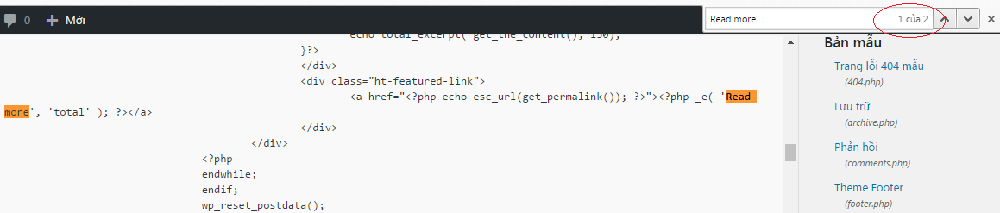 0 Mới
Read more 1 của 2
echo total_excerpt( get_the_content(), 150);
}?>
</div>
<div class="ht-featured-link">
<a href="<?php echo esc_url(get_permalink()); ?>"><?php _e( 'Read
more', 'total' ); ?></a>
</div>
</div>
<?php
endwhile;
endif;
wp_reset_postdata();
Bản mẫu
Trang lỗi 404 mẫu
(404.php)
Lưu trữ
(archive.php)
Phản hồi
(comments.php)
Theme Footer
(footer.php)